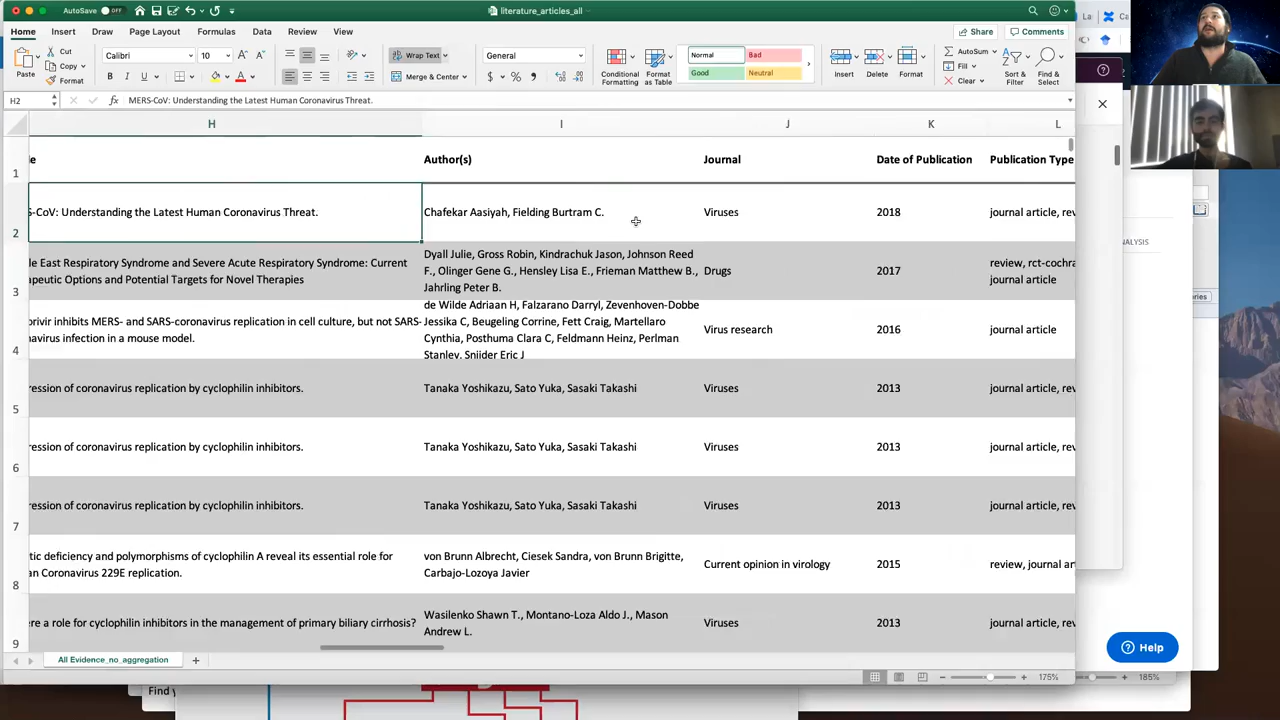 AutoSave OFF
literature_articles_all
Home Insert Draw Page Layout Formulas Data Review View
Share Comments
Paste
Cut
Copy
Format
Calibri 10
Wrap Text
Merge & Center
General
Conditional Formatting
Format as Table
Normal Bad
Good Neutral
Insert Delete Format
AutoSum
Fill
Clear
Sort & Filter
Find & Select
H2 fx MERS-CoV: Understanding the Latest Human Coronavirus Threat.
H I J K L
1 Author(s) Journal Date of Publication Publication Type
2 S-CoV: Understanding the Latest Human Coronavirus Threat. Chafekar Aasiyah, Fielding Burtram C. Viruses 2018 journal article, rev
3 le East Respiratory Syndrome and Severe Acute Respiratory Syndrome: Current
apeutic Options and Potential Targets for Novel Therapies
Dyall Julie, Gross Robin, Kindrachuk Jason, Johnson Reed
F., Olinger Gene G., Hensley Lisa E., Frieman Matthew B.,
Jahrling Peter B.
Drugs 2017 review, rct-cochra
journal article
4 orivir inhibits MERS- and SARS-coronavirus replication in cell culture, but not SARS-
navirus infection in a mouse model.
de Wilde Adriaan H, Falzarano Darryl, Zevenhoven-Dobbe
Jessika C, Beugeling Corrine, Fett Craig, Martellaro
Cynthia, Posthuma Clara C, Feldmann Heinz, Perlman
Stanley, Snijder Eric J
Virus research 2016 journal article
5 ression of coronavirus replication by cyclophilin inhibitors. Tanaka Yoshikazu, Sato Yuka, Sasaki Takashi Viruses 2013 journal article, rev
6 ression of coronavirus replication by cyclophilin inhibitors. Tanaka Yoshikazu, Sato Yuka, Sasaki Takashi Viruses 2013 journal article, rev
7 ression of coronavirus replication by cyclophilin inhibitors. Tanaka Yoshikazu, Sato Yuka, Sasaki Takashi Viruses 2013 journal article, rev
8 tic deficiency and polymorphisms of cyclophilin A reveal its essential role for
an Coronavirus 229E replication.
von Brunn Albrecht, Ciesek Sandra, von Brunn Brigitte,
Carbajo-Lozoya Javier
Current opinion in virology 2015 review, journal ar
9 ere a role for cyclophilin inhibitors in the management of primary biliary cirrhosis?
Wasilenko Shawn T., Montano-Loza Aldo J., Mason
Andrew L.
Viruses 2013 journal article, rev
All Evidence_no_aggregation
175%
185%
ALYSIS
ries
Help
Find y